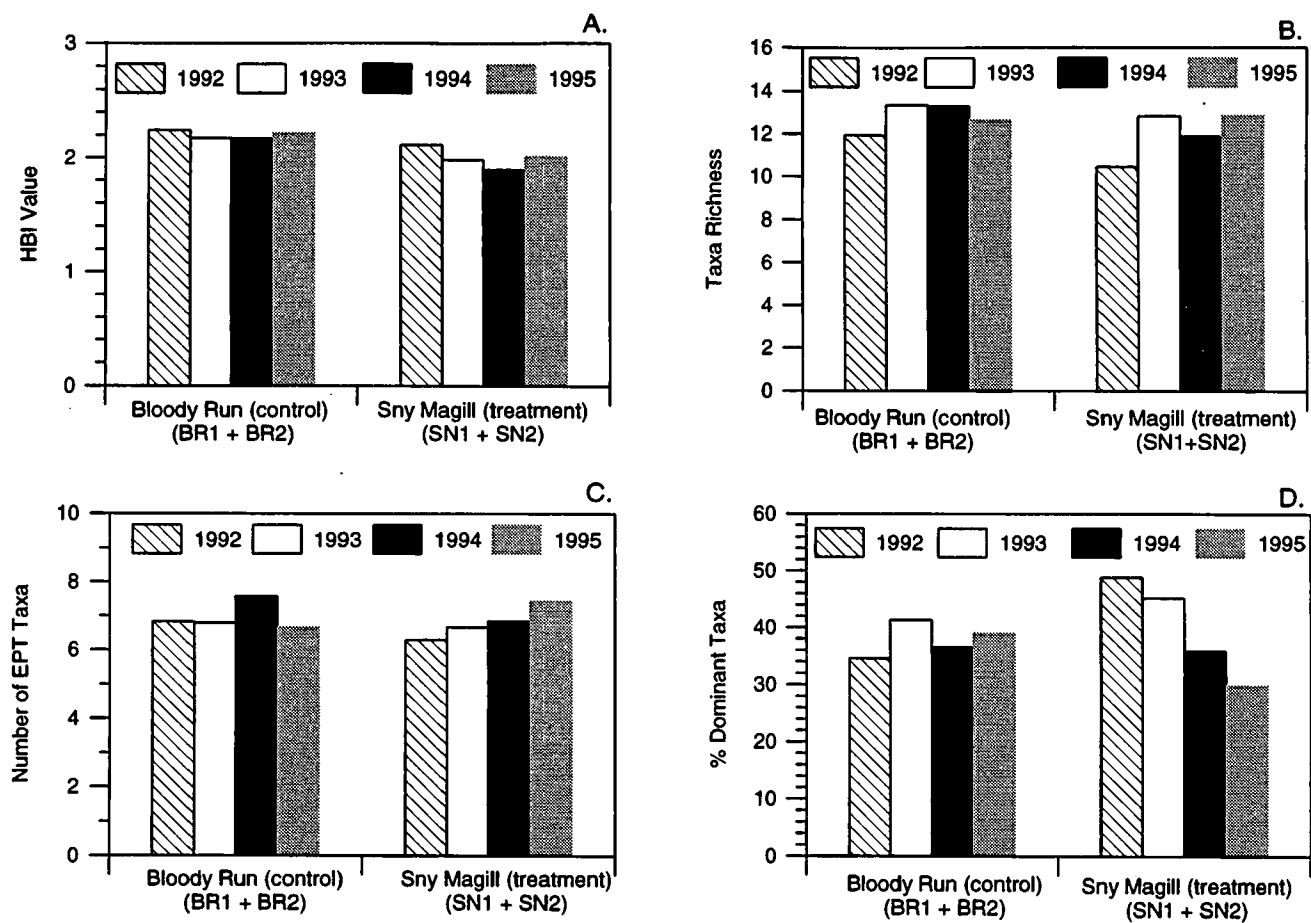 A.
3
2
1
0
HBI Value
1992 1993 1994 1995
Bloody Run (control) Sny Magill (treatment)
(BR1 + BR2) (SN1 + SN2)
B.
16
14
12
10
8
6
4
2
0
Taxa Richness
1992 1993 1994 1995
Bloody Run (control) Sny Magill (treatment)
(BR1 + BR2) (SN1+SN2)
C.
10
8
6
4
2
0
Number of EPT Taxa
1992 1993 1994 1995
Bloody Run (control) Sny Magill (treatment)
(BR1 + BR2) (SN1 + SN2)
D.
60
50
40
30
20
10
0
% Dominant Taxa
1992 1993 1994 1995
Bloody Run (control) Sny Magill (treatment)
(BR1 + BR2) (SN1 + SN2)